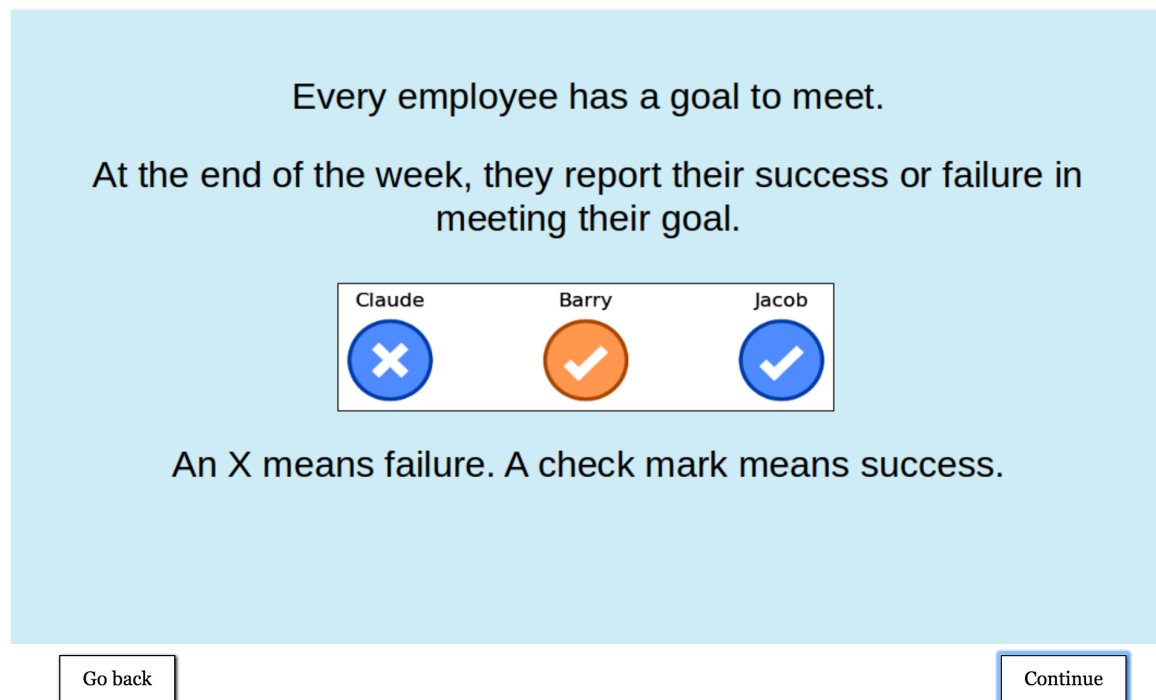 Every employee has a goal to meet.
At the end of the week, they report their success or failure in
meeting their goal.
Claude Barry Jacob
An X means failure. A check mark means success.
Go back Continue